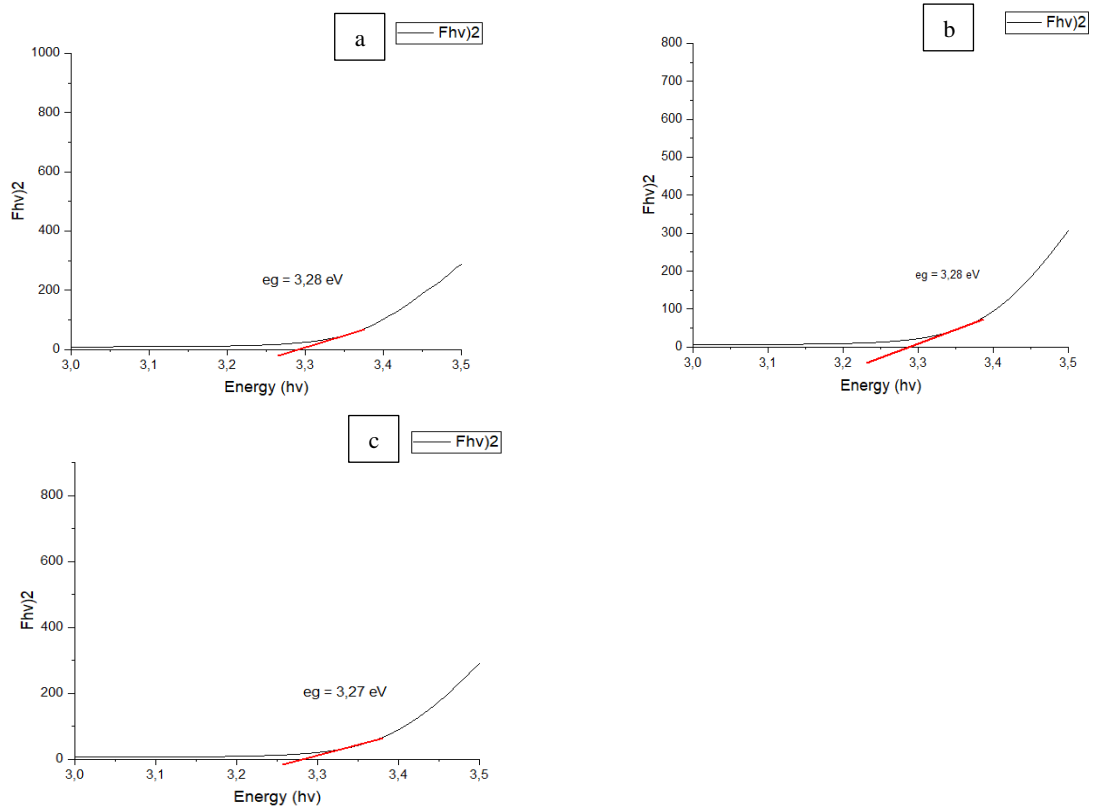 a
Fhv)2
1000
800
600
400
200
0
Fhv)2
eg = 3,28 eV
3,0
3,1
3,2
3,3
3,4
3,5
Energy (hv)
b
Fhv)2
800
700
600
500
400
300
200
100
0
Fhv)2
eg = 3,28 eV
3,0
3,1
3,2
3,3
3,4
3,5
Energy (hv)
c
Fhv)2
800
600
400
200
0
Fhv)2
eg = 3,27 eV
3,0
3,1
3,2
3,3
3,4
3,5
Energy (hv)